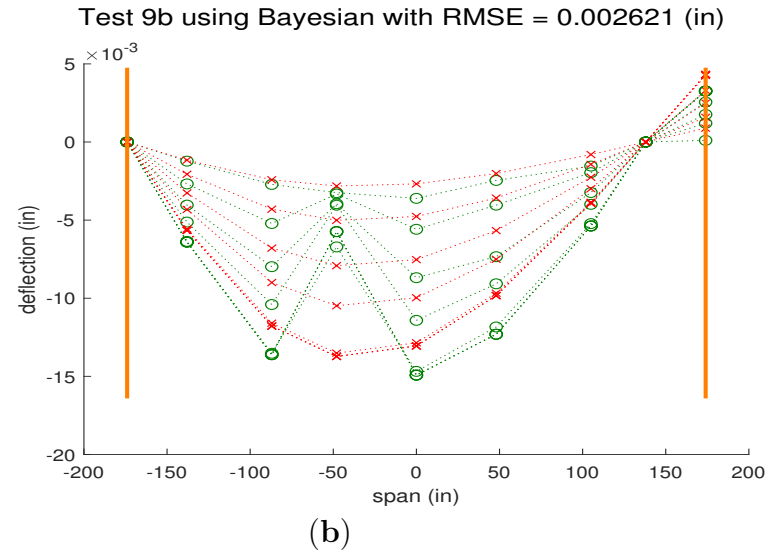 Test 9b using Bayesian with RMSE = 0.002621 (in)
×10⁻³
5
0
-5
-10
-15
-20
deflection (in)
-200 -150 -100 -50 0 50 100 150 200
span (in)
(b)